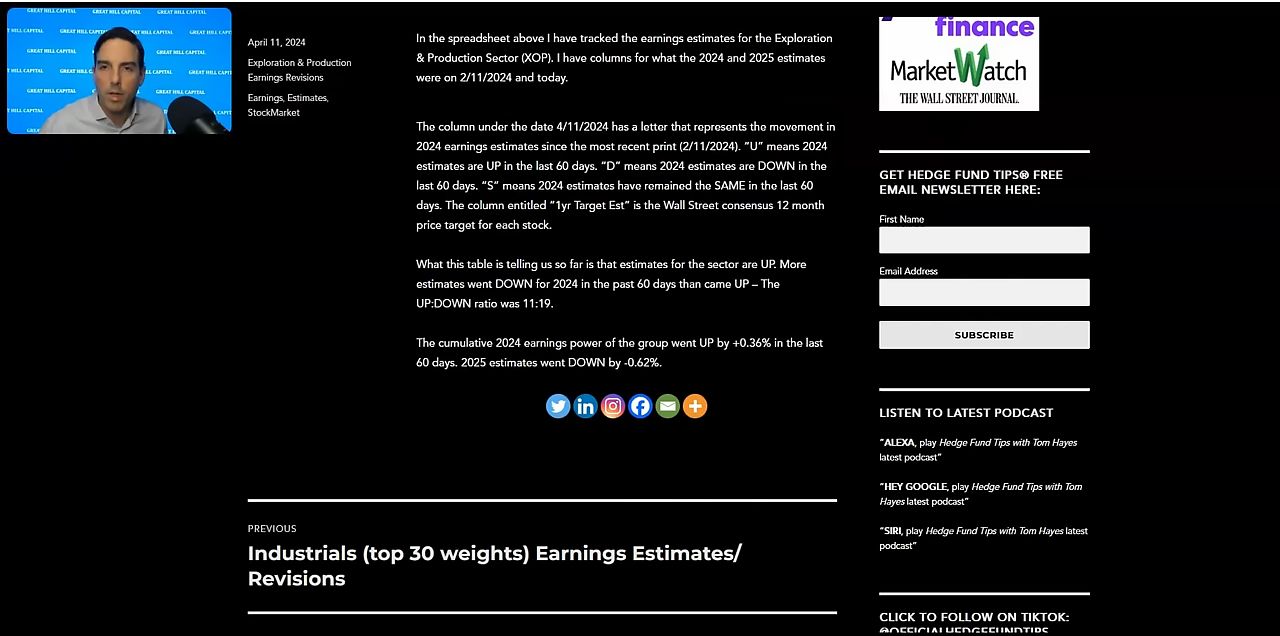 GREAT HILL CAPITAL
GREAT HILL CAPITAL
GREAT HILL CAPITAL
GREAT HILL CAPITAL
April 11, 2024
Exploration & Production
Earnings Revisions
Earnings, Estimates,
StockMarket
In the spreadsheet above I have tracked the earnings estimates for the Exploration
& Production Sector (XOP). I have columns for what the 2024 and 2025 estimates
were on 2/11/2024 and today.
The column under the date 4/11/2024 has a letter that represents the movement in
2024 earnings estimates since the most recent print (2/11/2024). “U” means 2024
estimates are UP in the last 60 days. “D” means 2024 estimates are DOWN in the
last 60 days. “S” means 2024 estimates have remained the SAME in the last 60
days. The column entitled “1yr Target Est” is the Wall Street consensus 12 month
price target for each stock.
What this table is telling us so far is that estimates for the sector are UP. More
estimates went DOWN for 2024 in the past 60 days than came UP – The
UP:DOWN ratio was 11:19.
The cumulative 2024 earnings power of the group went UP by +0.36% in the last
60 days. 2025 estimates went DOWN by -0.62%.
PREVIOUS
Industrials (top 30 weights) Earnings Estimates/
Revisions
finance
MarketWatch
THE WALL STREET JOURNAL.
GET HEDGE FUND TIPS® FREE
EMAIL NEWSLETTER HERE:
First Name
Email Address
SUBSCRIBE
LISTEN TO LATEST PODCAST
“ALEXA, play Hedge Fund Tips with Tom Hayes
latest podcast”
“HEY GOOGLE, play Hedge Fund Tips with Tom
Hayes latest podcast”
“SIRI, play Hedge Fund Tips with Tom Hayes latest
podcast”
CLICK TO FOLLOW ON TIKTOK:
@OFFICIALHEDGEFUNDTIPS